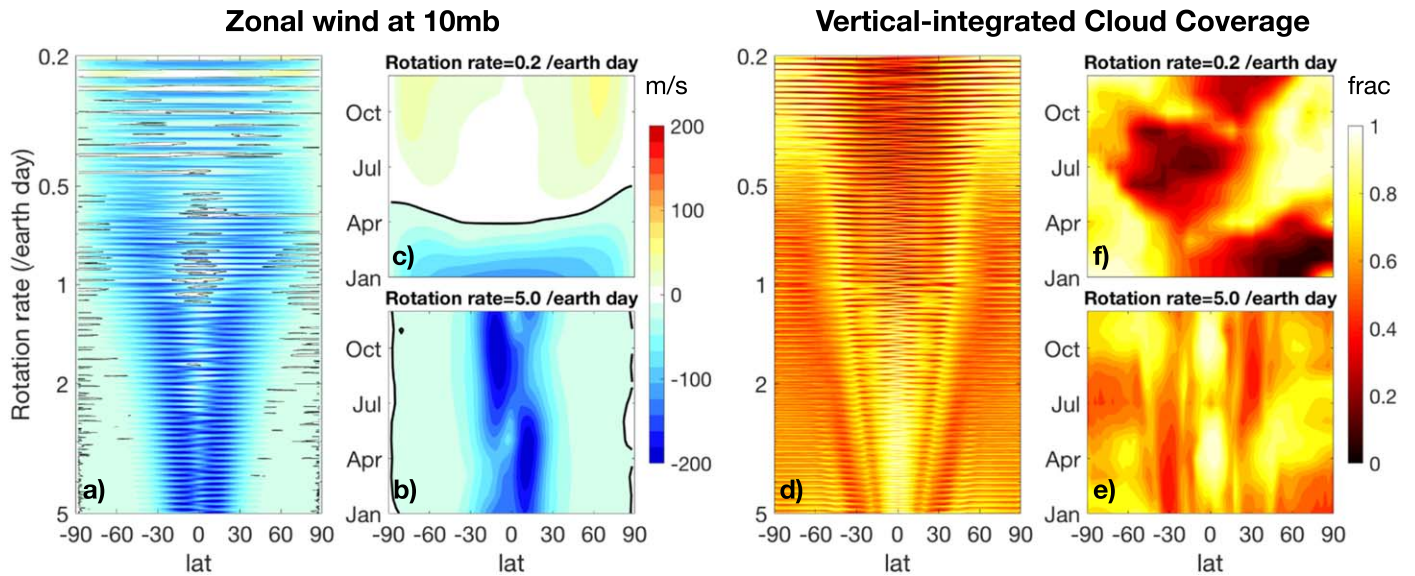 Zonal wind at 10mb
Vertical-integrated Cloud Coverage
Rotation rate (/earth day)
0.2
0.5
1
2
5
a)
-90 -60 -30 0 30 60 90
lat
Rotation rate=0.2 /earth day
Oct
Jul
Apr
Jan
c)
Rotation rate=5.0 /earth day
Oct
Jul
Apr
Jan
b)
-90 -60 -30 0 30 60 90
lat
m/s
200
100
0
-100
-200
0.2
0.5
1
2
5
d)
-90 -60 -30 0 30 60 90
lat
Rotation rate=0.2 /earth day
Oct
Jul
Apr
Jan
f)
Rotation rate=5.0 /earth day
Oct
Jul
Apr
Jan
e)
-90 -60 -30 0 30 60 90
lat
frac
1
0.8
0.6
0.4
0.2
0